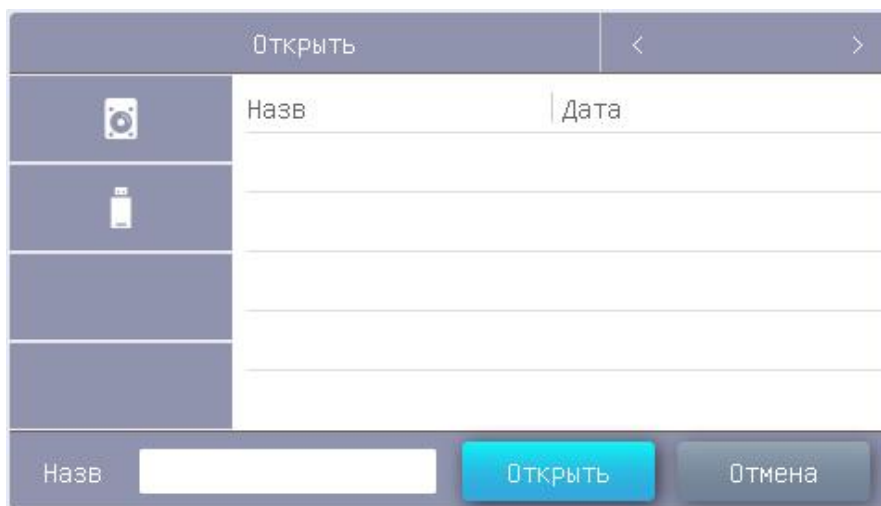 Открыть < >
Назв Дата
Назв Открыть Отмена